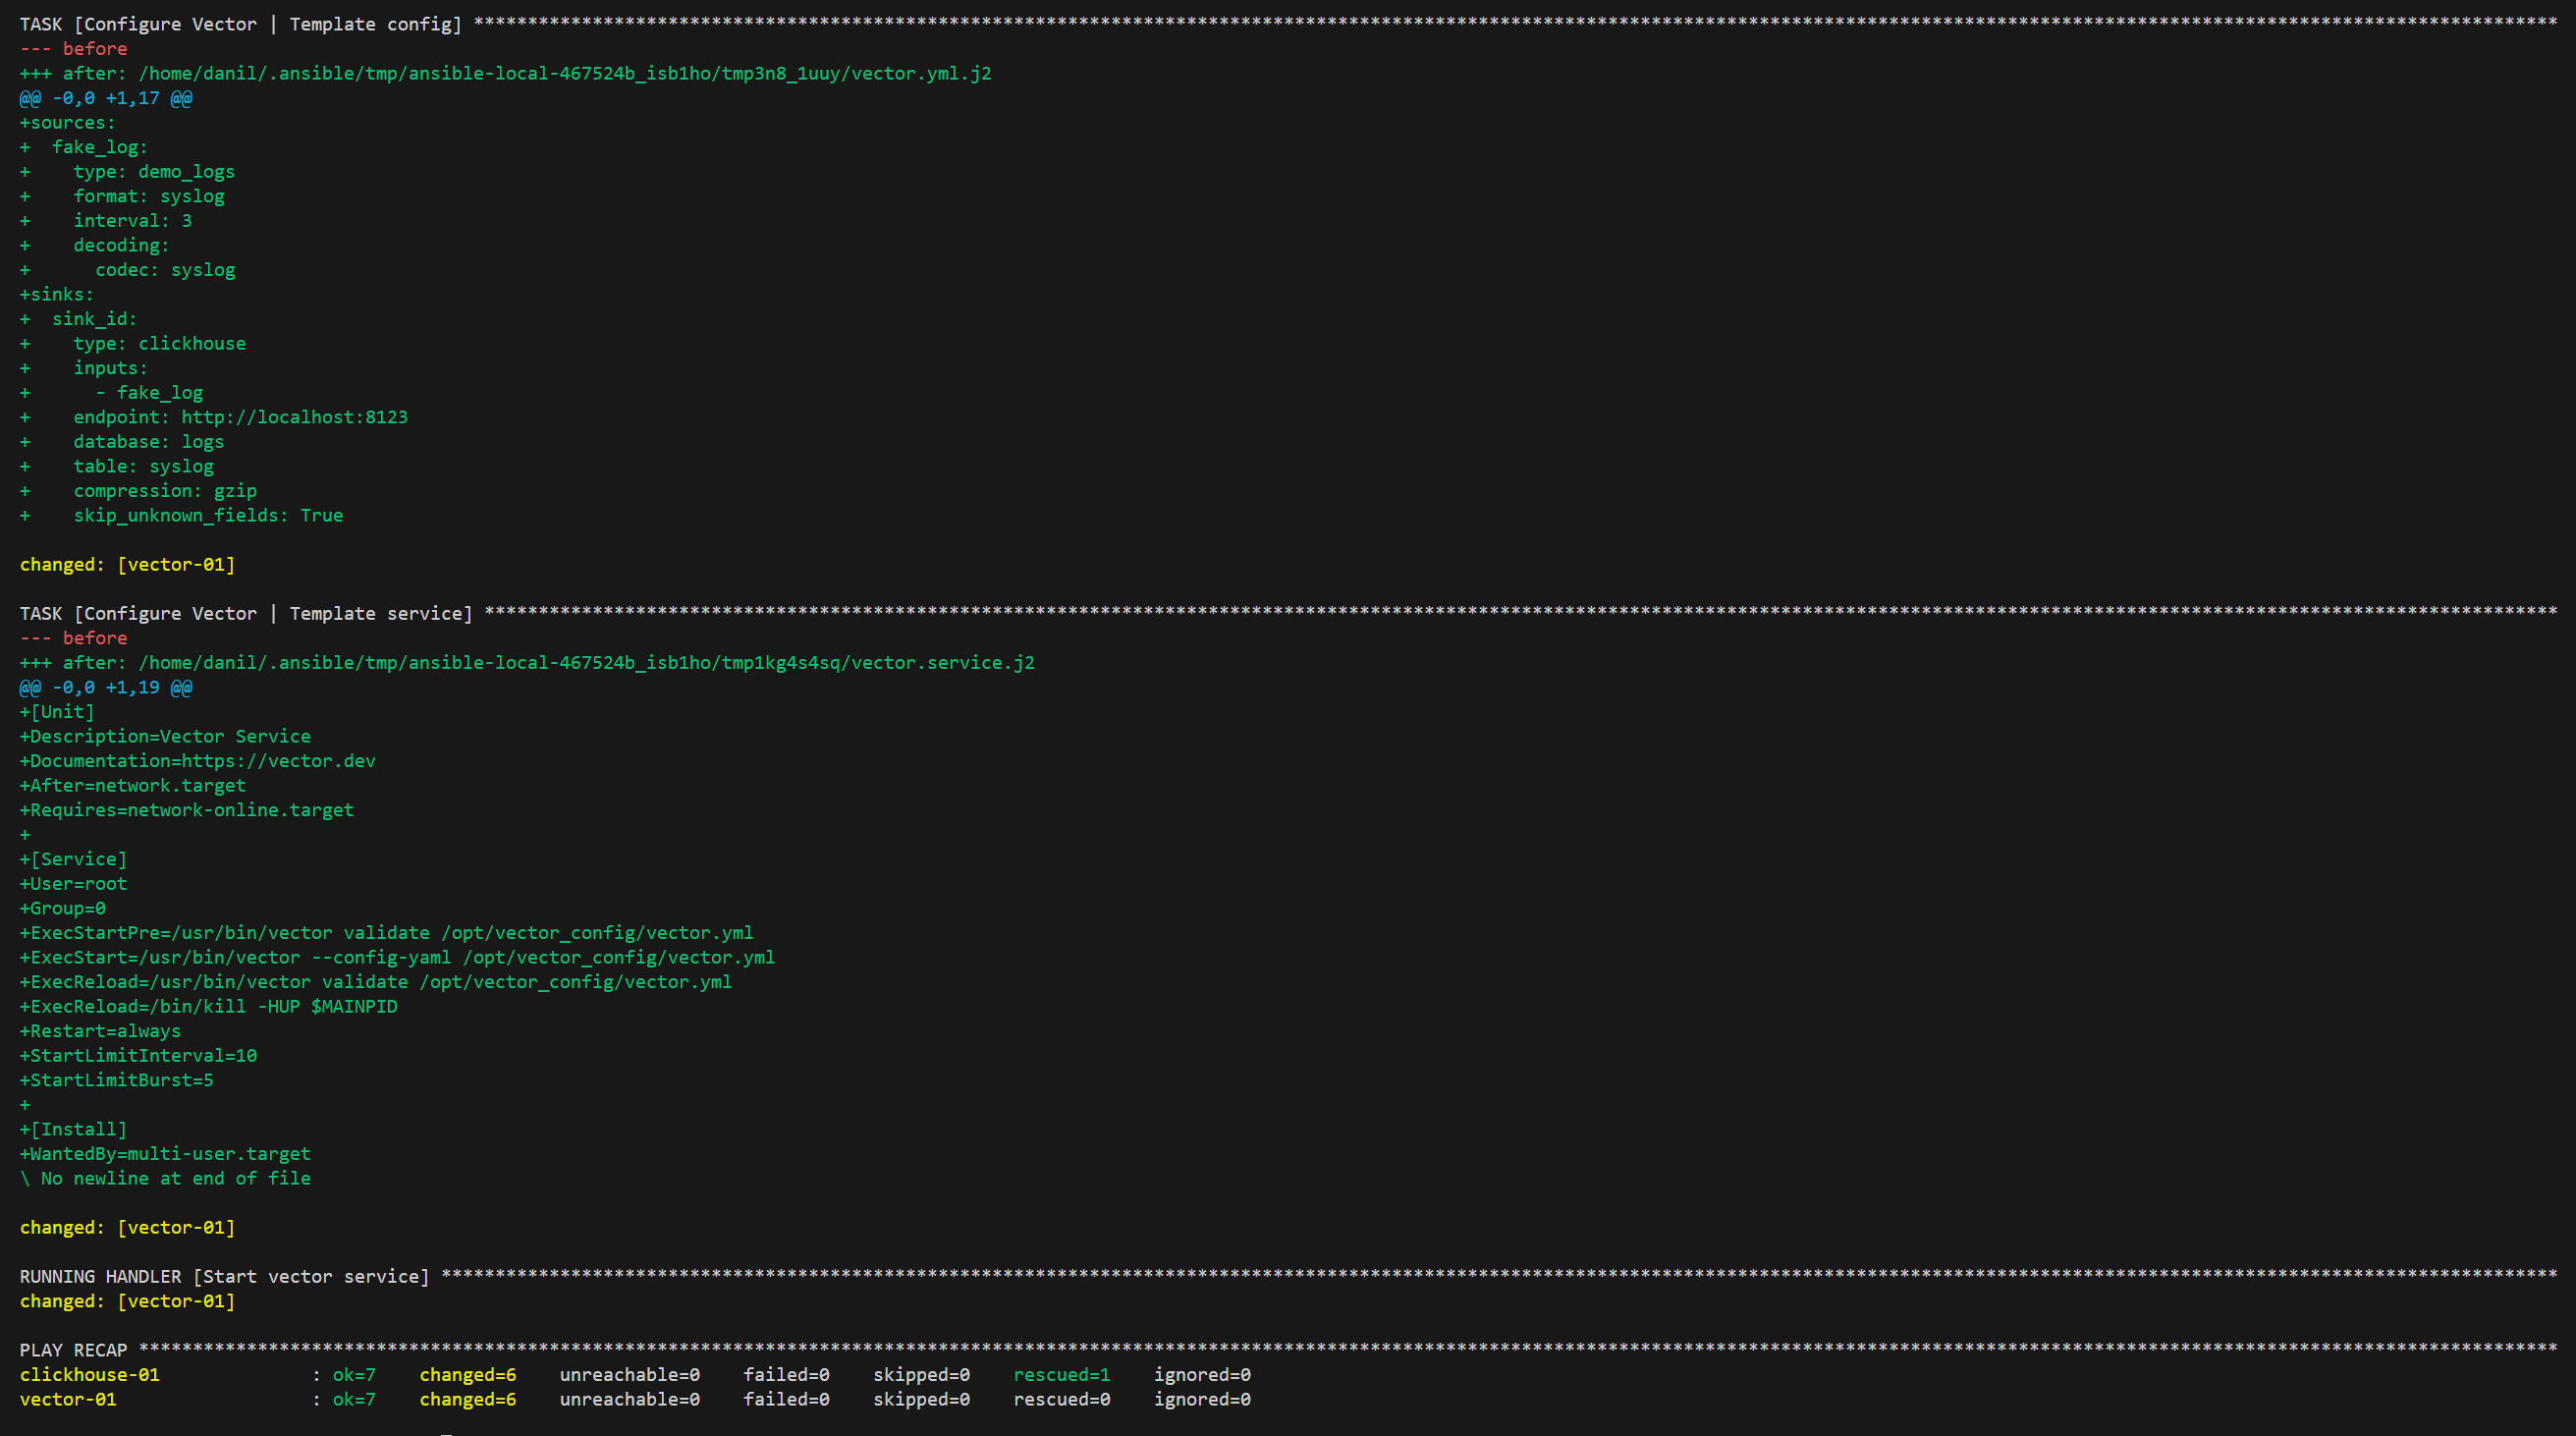 TASK [Configure Vector | Template config] *************************************************************************************************************************************************************************************************
--- before
+++ after: /home/danil/.ansible/tmp/ansible-local-467524b_isb1ho/tmp3n8_1uuy/vector.yml.j2
@@ -0,0 +1,17 @@
+sources:
+  fake_log:
+    type: demo_logs
+    format: syslog
+    interval: 3
+    decoding:
+      codec: syslog
+sinks:
+  sink_id:
+    type: clickhouse
+    inputs:
+      - fake_log
+    endpoint: http://localhost:8123
+    database: logs
+    table: syslog
+    compression: gzip
+    skip_unknown_fields: True
changed: [vector-01]
TASK [Configure Vector | Template service] ************************************************************************************************************************************************************************************************
--- before
+++ after: /home/danil/.ansible/tmp/ansible-local-467524b_isb1ho/tmp1kg4s4sq/vector.service.j2
@@ -0,0 +1,19 @@
+[Unit]
+Description=Vector Service
+Documentation=https://vector.dev
+After=network.target
+Requires=network-online.target
+
+[Service]
+User=root
+Group=0
+ExecStartPre=/usr/bin/vector validate /opt/vector_config/vector.yml
+ExecStart=/usr/bin/vector --config-yaml /opt/vector_config/vector.yml
+ExecReload=/usr/bin/vector validate /opt/vector_config/vector.yml
+ExecReload=/bin/kill -HUP $MAINPID
+Restart=always
+StartLimitInterval=10
+StartLimitBurst=5
+
+[Install]
+WantedBy=multi-user.target
\ No newline at end of file
changed: [vector-01]
RUNNING HANDLER [Start vector service] ****************************************************************************************************************************************************************************************************
changed: [vector-01]
PLAY RECAP ********************************************************************************************************************************************************************************************************************************
clickhouse-01              : ok=7    changed=6    unreachable=0    failed=0    skipped=0    rescued=1    ignored=0
vector-01                  : ok=7    changed=6    unreachable=0    failed=0    skipped=0    rescued=0    ignored=0